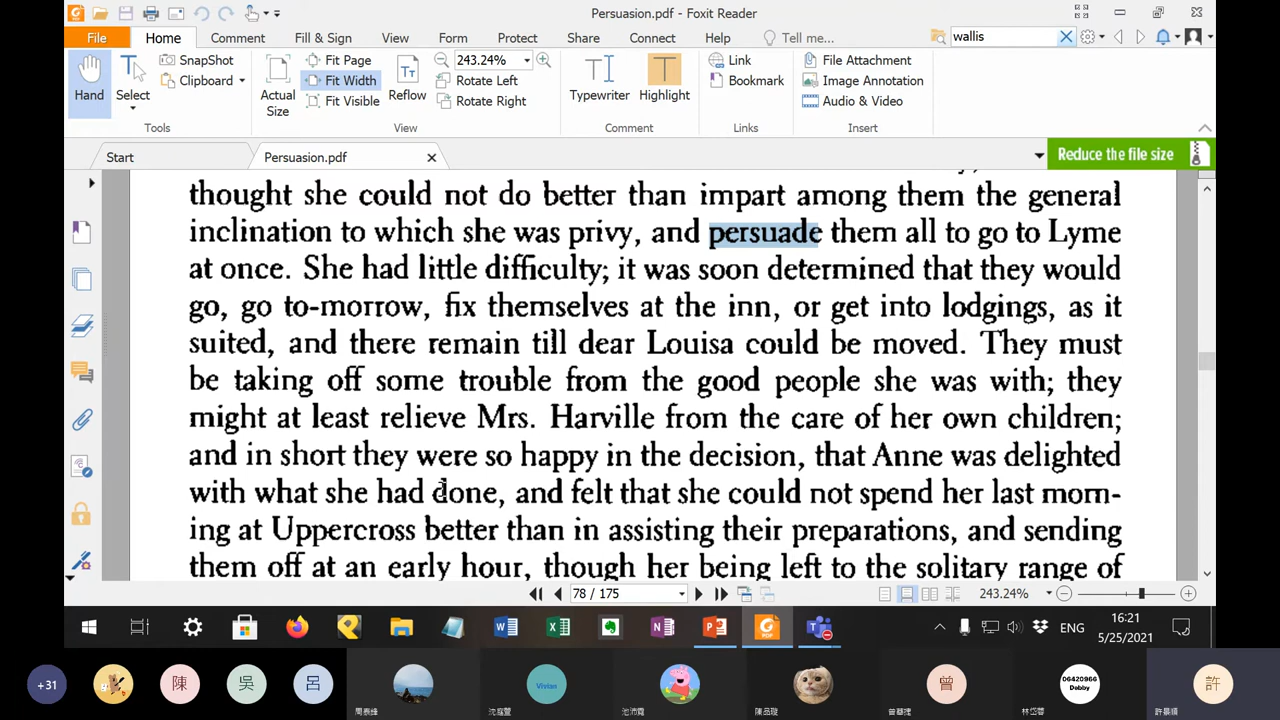 Persuasion.pdf - Foxit Reader
File Home Comment Fill & Sign View Form Protect Share Connect Help Tell me... wallis
Hand
Select
SnapShot
Clipboard
Tools
Actual Size
Fit Page
Fit Width
Fit Visible
Reflow
243.24%
Rotate Left
Rotate Right
View
Typewriter
Highlight
Comment
Link
Bookmark
Links
File Attachment
Image Annotation
Audio & Video
Insert
Start
Persuasion.pdf
Reduce the file size
thought she could not do better than impart among them the general
inclination to which she was privy, and persuade them all to go to Lyme
at once. She had little difficulty; it was soon determined that they would
go, go to-morrow, fix themselves at the inn, or get into lodgings, as it
suited, and there remain till dear Louisa could be moved. They must
be taking off some trouble from the good people she was with; they
might at least relieve Mrs. Harville from the care of her own children;
and in short they were so happy in the decision, that Anne was delighted
with what she had done, and felt that she could not spend her last morn-
ing at Uppercross better than in assisting their preparations, and sending
them off at an early hour, though her being left to the solitary range of
78 / 175
243.24%
ENG
16:21
5/25/2021
+31
陳
吳
呂
Vivian
曾
06420966
Debby
許